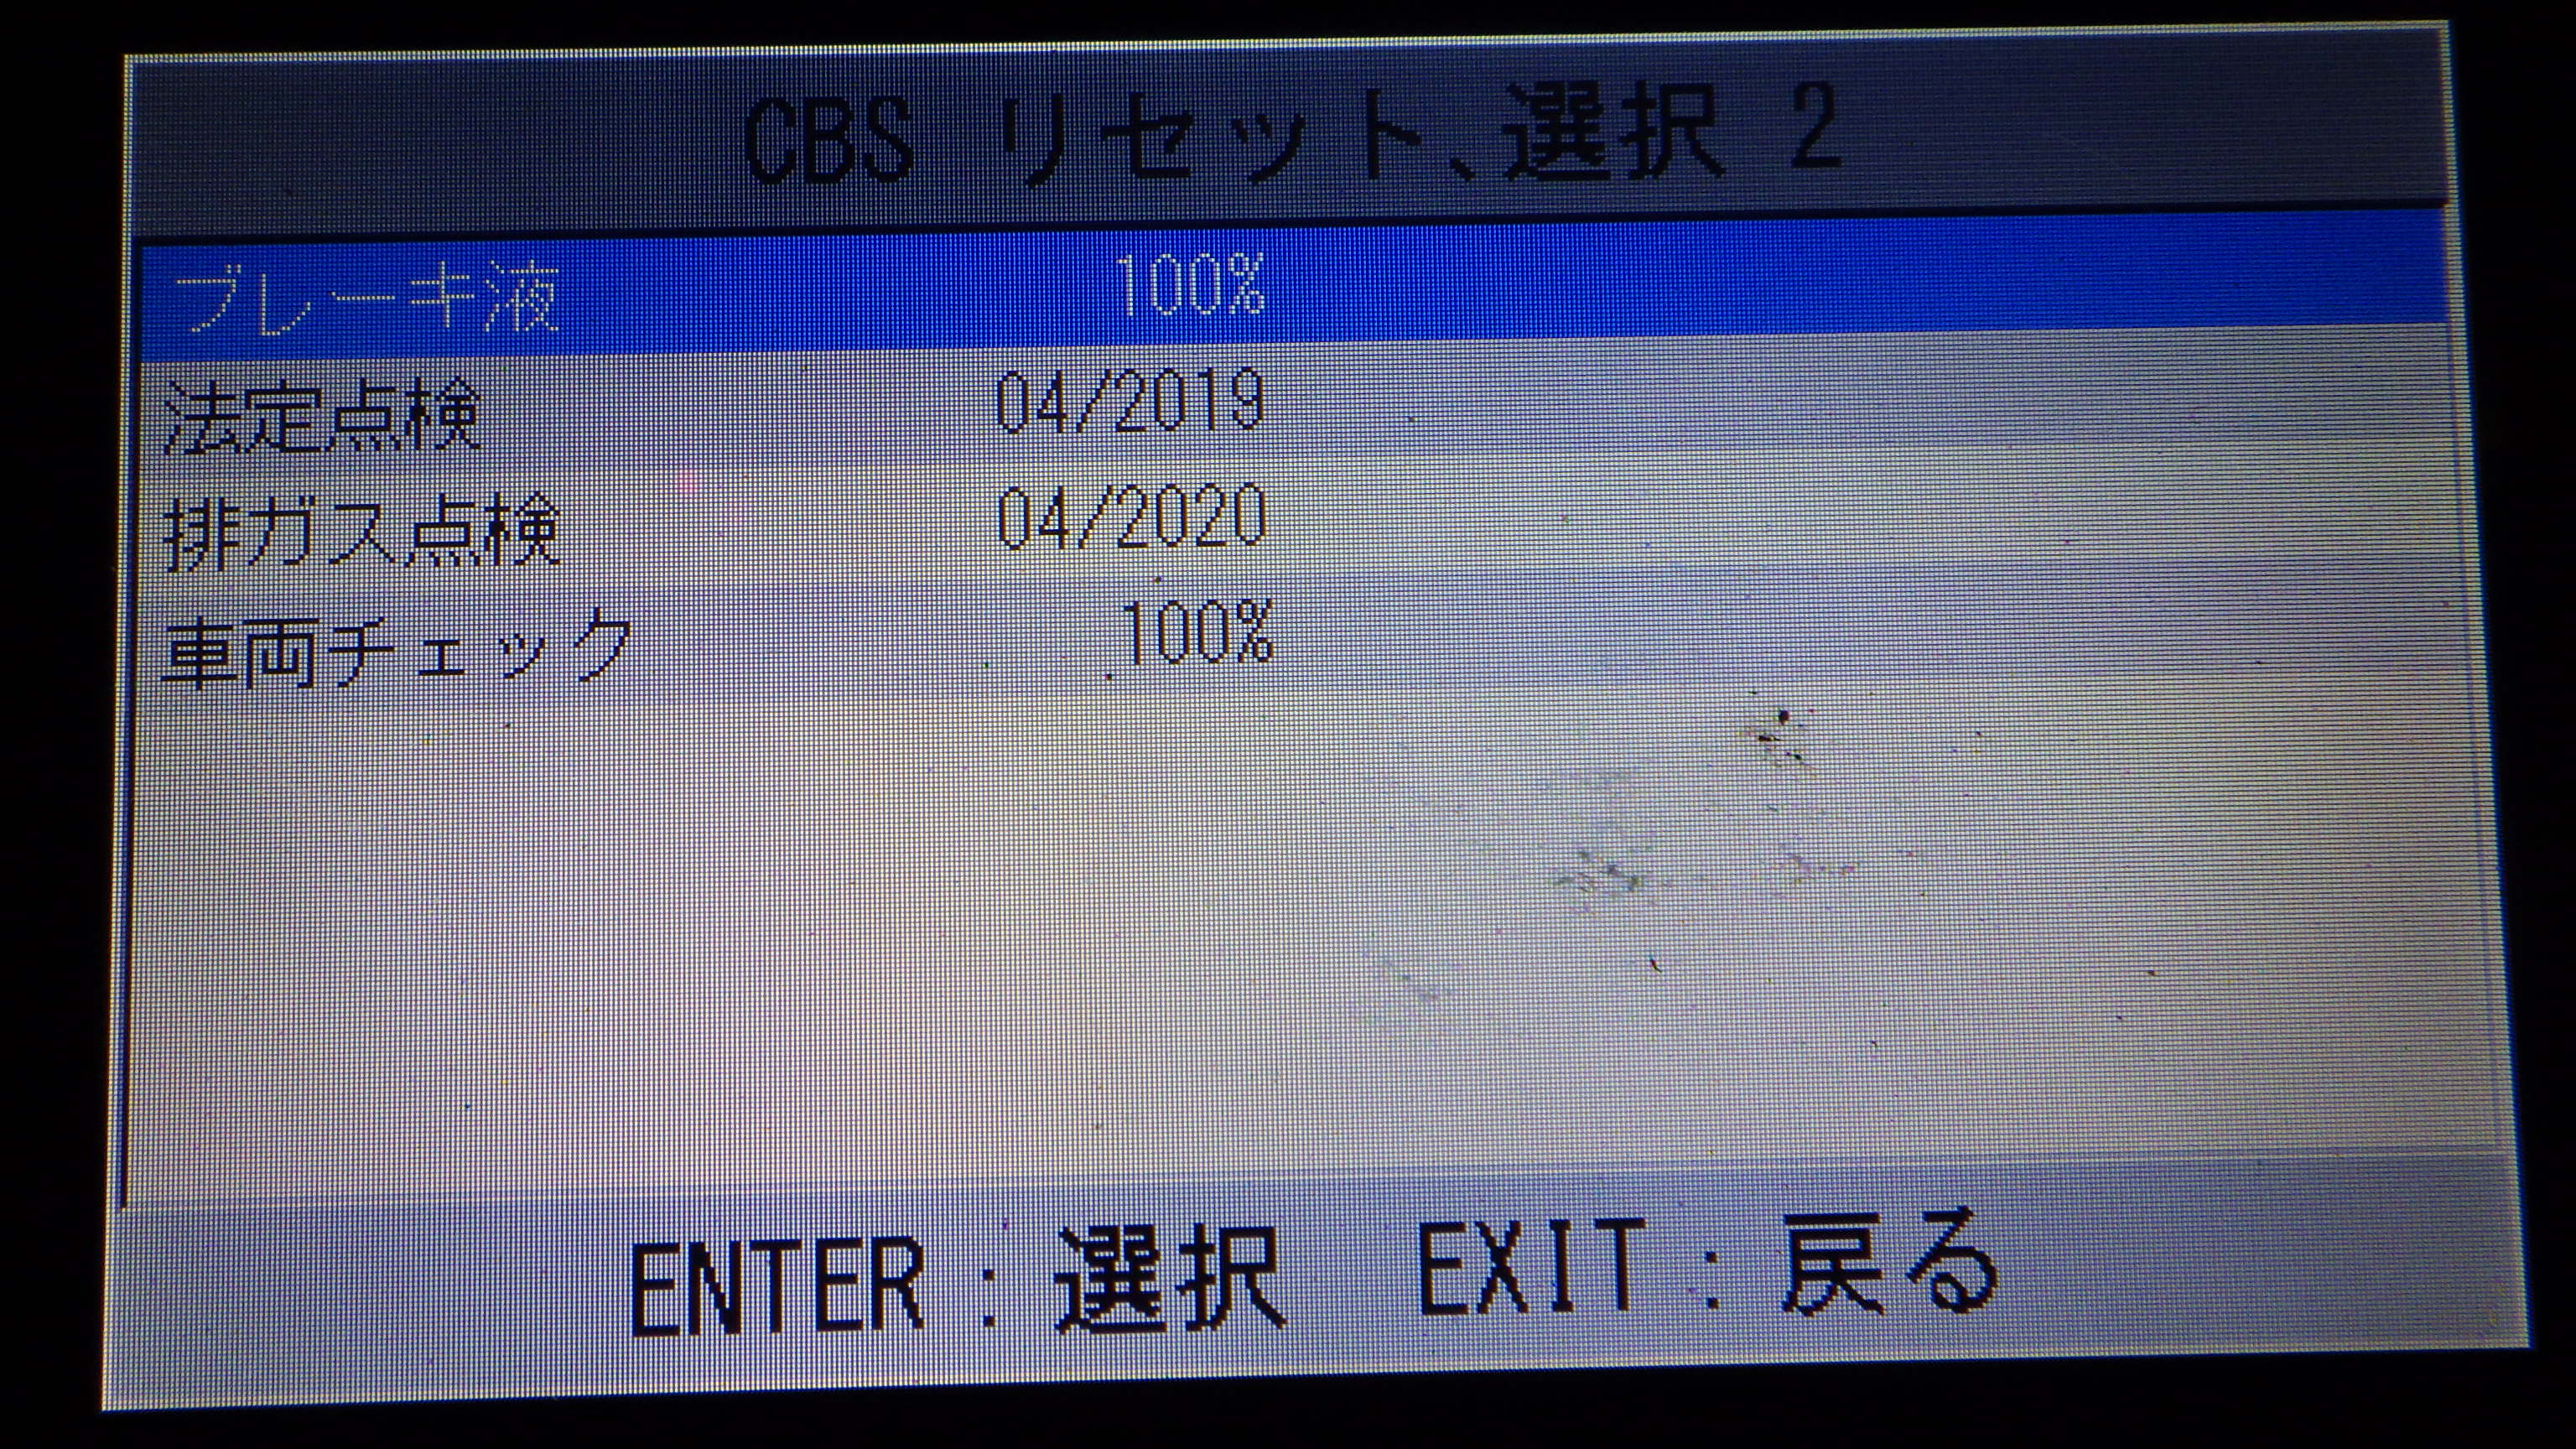 CBS リセット､選択 2
ブレーキ液 100%
法定点検 04/2019
排ガス点検 04/2020
車両チェック 100%
ENTER : 選択 EXIT : 戻る